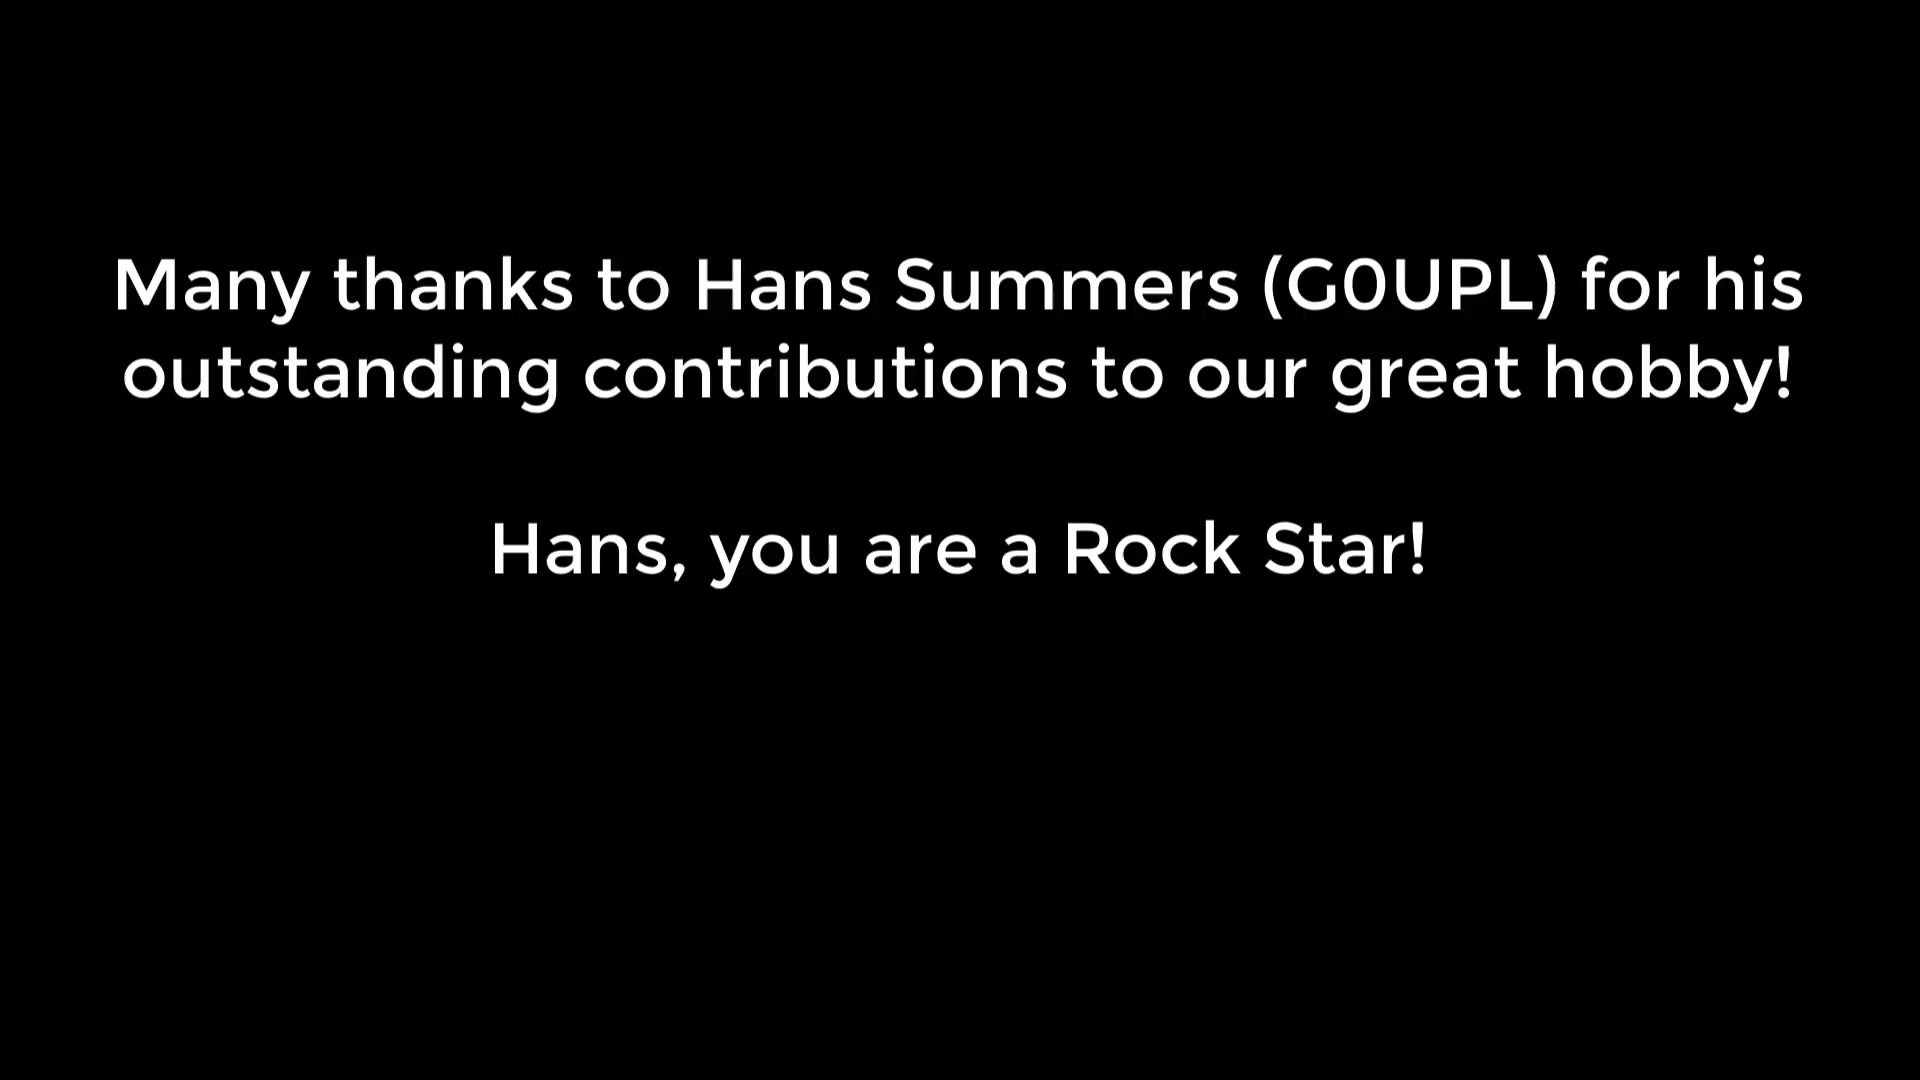 Many thanks to Hans Summers (G0UPL) for his
outstanding contributions to our great hobby!
Hans, you are a Rock Star!